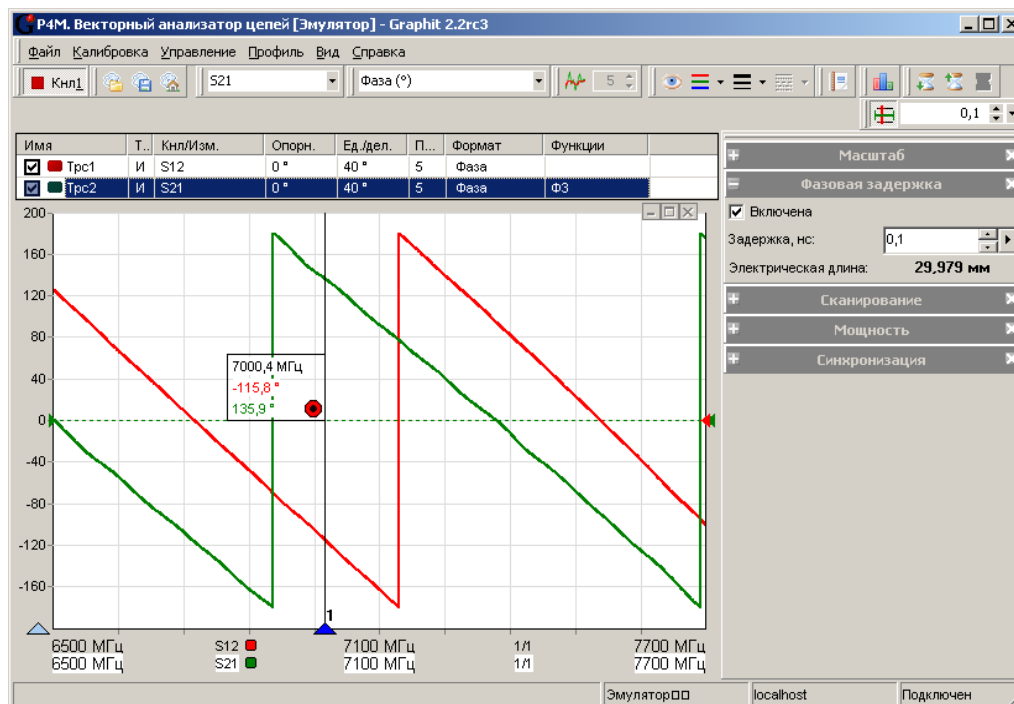 Р4М. Векторный анализатор цепей [Эмулятор] - Graphit 2.2rc3
Файл Калибровка Управление Профиль Вид Справка
Кнл1 S21 Фаза (°) 5
0,1
Имя Т.. Кнл/Изм. Опорн. Ед./дел. П... Формат Функции
Трс1 И S12 0 ° 40 ° 5 Фаза
Трс2 И S21 0 ° 40 ° 5 Фаза ФЗ
Масштаб
Фазовая задержка
Включена
Задержка, нс: 0,1
Электрическая длина: 29,979 мм
Сканирование
Мощность
Синхронизация
200
160
120
80
40
0
-40
-80
-120
-160
7000,4 МГц
-115,8 °
135,9 °
1
6500 МГц S12 7100 МГц 1/1 7700 МГц
6500 МГц S21 7100 МГц 1/1 7700 МГц
Эмулятор localhost Подключен